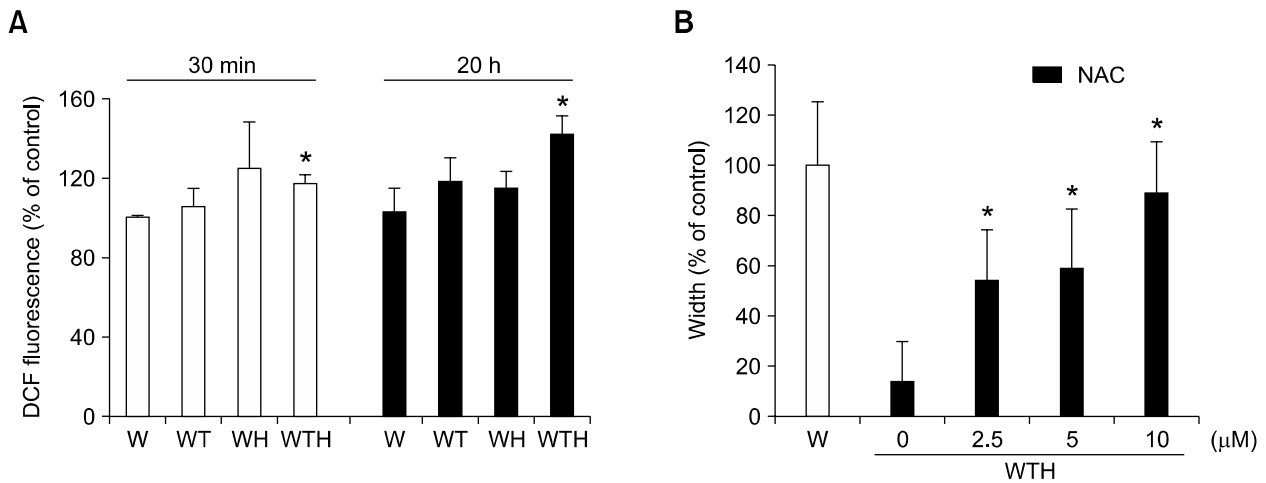 A
30 min
20 h
DCF fluorescence (% of control)
160
120
80
40
0
*
*
W WT WH WTH W WT WH WTH
B
NAC
Width (% of control)
140
120
100
80
60
40
20
0
*
*
*
W 0 2.5 5 10 (μM)
WTH